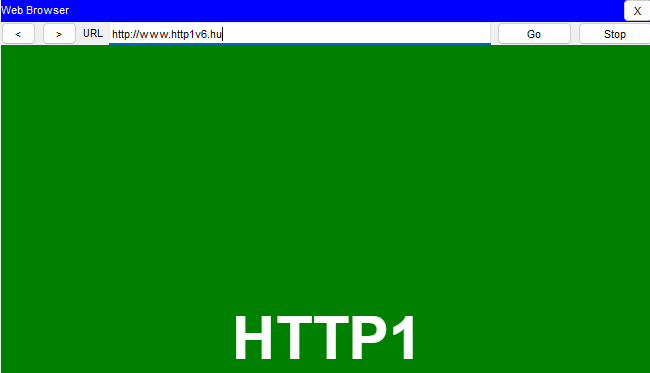 Web Browser X
< > URL http://www.http1v6.hu Go Stop
HTTP1